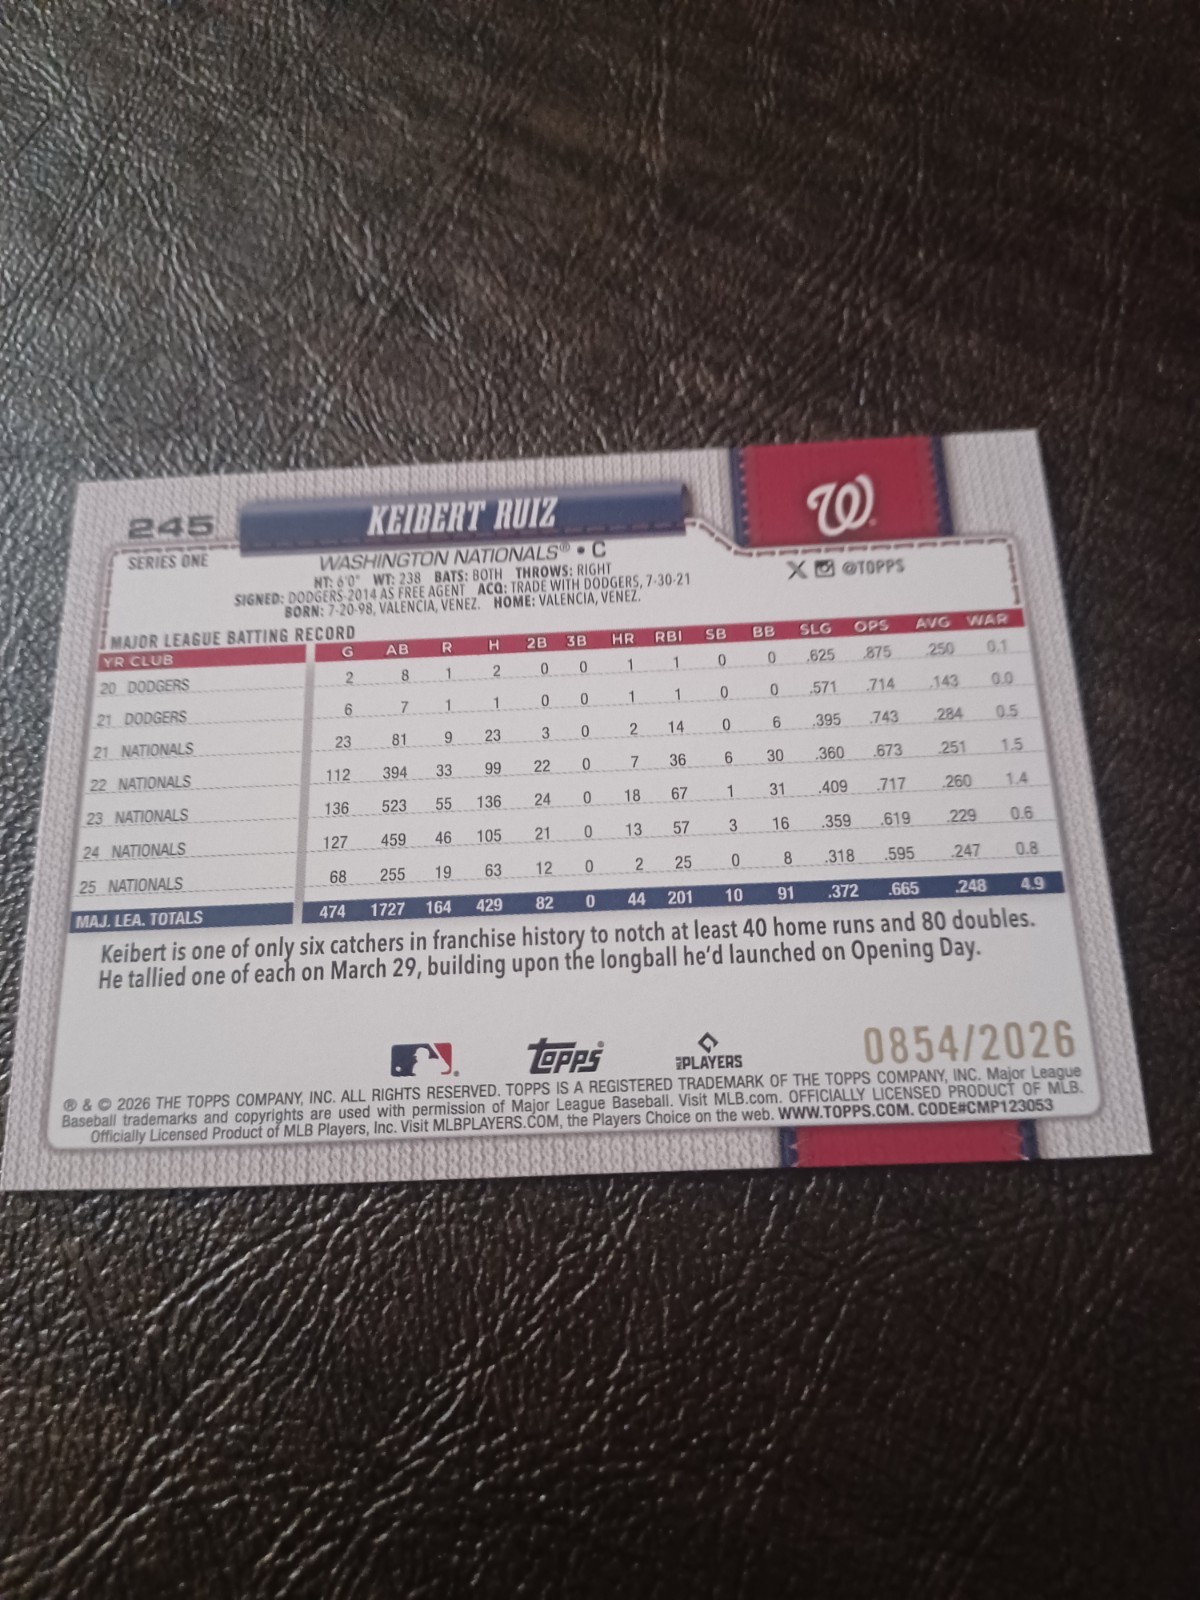 245
KEIBERT RUIZ
W
SERIES ONE
WASHINGTON NATIONALS® • C
HT: 6'0" WT: 238 BATS: BOTH THROWS: RIGHT
SIGNED: DODGERS 2014 AS FREE AGENT ACQ: TRADE WITH DODGERS, 7-30-21
BORN: 7-20-98, VALENCIA, VENEZ. HOME: VALENCIA, VENEZ.
X @TOPPS
MAJOR LEAGUE BATTING RECORD
YR CLUB G AB R H 2B 3B HR RBI SB BB SLG OPS AVG WAR
20 DODGERS 2 8 1 2 0 0 1 1 0 0 .625 .875 .250 0.1
21 DODGERS 6 7 1 1 0 0 1 1 0 0 .571 .714 .143 0.0
21 NATIONALS 23 81 9 23 3 0 2 14 0 6 .395 .743 .284 0.5
22 NATIONALS 112 394 33 99 22 0 7 36 6 30 .360 .673 .251 1.5
23 NATIONALS 136 523 55 136 24 0 18 67 1 31 .409 .717 .260 1.4
24 NATIONALS 127 459 46 105 21 0 13 57 3 16 .359 .619 .229 0.6
25 NATIONALS 68 255 19 63 12 0 2 25 0 8 .318 .595 .247 0.8
MAJ. LEA. TOTALS 474 1727 164 429 82 0 44 201 10 91 .372 .665 .248 4.9
Keibert is one of only six catchers in franchise history to notch at least 40 home runs and 80 doubles.
He tallied one of each on March 29, building upon the longball he'd launched on Opening Day.
Topps
PLAYERS
0854/2026
® & © 2026 THE TOPPS COMPANY, INC. ALL RIGHTS RESERVED. TOPPS IS A REGISTERED TRADEMARK OF THE TOPPS COMPANY, INC. Major League
Baseball trademarks and copyrights are used with permission of Major League Baseball. Visit MLB.com. OFFICIALLY LICENSED PRODUCT OF MLB.
Officially Licensed Product of MLB Players, Inc. Visit MLBPLAYERS.COM, the Players Choice on the web. WWW.TOPPS.COM. CODE#CMP123053